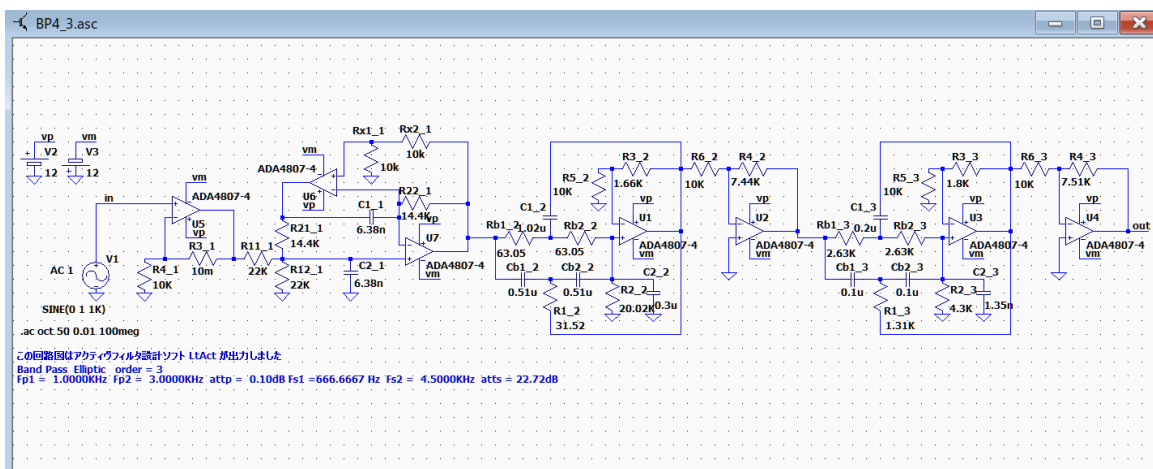 BP4_3.asc
vp
V2
12
vm
V3
12
in
V1
AC 1
SINE(0 1 1K)
.ac oct 50 0.01 100meg
vm
ADA4807-4
U5
vp
R3_1
10m
R4_1
10K
R11_1
22K
vm
ADA4807-4
U6
vp
Rx1_1
10k
Rx2_1
10k
R22_1
14.4K
C1_1
6.38n
R21_1
14.4K
R12_1
22K
C2_1
6.38n
vp
U7
ADA4807-4
vm
Rb1_2
63.05
C1_2
1.02u
Rb2_2
63.05
R5_2
10K
R3_2
1.66K
vp
U1
ADA4807-4
vm
Cb1_2
0.51u
Cb2_2
0.51u
R1_2
31.52
R2_2
20.02K
C2_2
0.3u
R6_2
10K
R4_2
7.44K
vp
U2
ADA4807-4
vm
Rb1_3
2.63K
C1_3
0.2u
Rb2_3
2.63K
R5_3
10K
R3_3
1.8K
vp
U3
ADA4807-4
vm
Cb1_3
0.1u
Cb2_3
0.1u
R1_3
1.31K
R2_3
4.3K
C2_3
1.35n
R6_3
10K
R4_3
7.51K
vp
U4
ADA4807-4
vm
out
この回路図はアクティヴフィルタ設計ソフト LtAct が出力しました
Band Pass Elliptic order = 3
Fp1 = 1.0000KHz Fp2 = 3.0000KHz attp = 0.10dB Fs1 =666.6667 Hz Fs2 = 4.5000KHz atts = 22.72dB